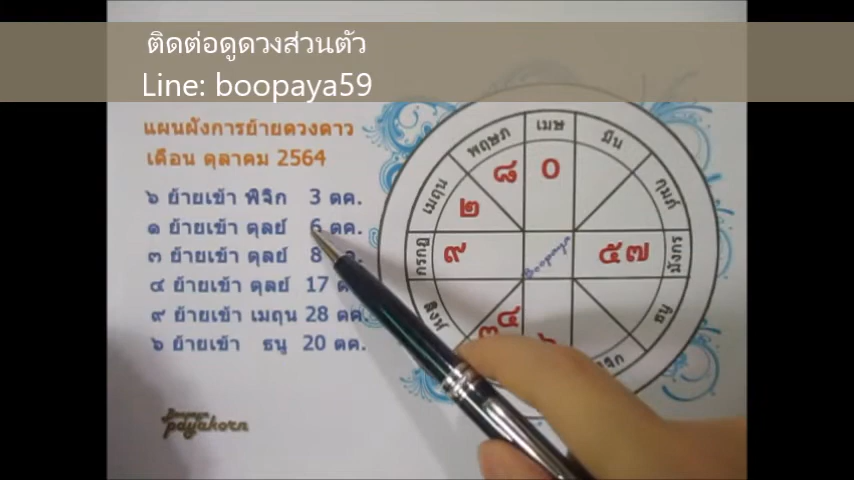 ติดต่อดูดวงส่วนตัว
Line: boopaya59
แผนผังการย้ายดวงดาว
เดือน ตุลาคม 2564
๖ ย้ายเข้า พิจิก 3 ตค.
๑ ย้ายเข้า ตุลย์ 6 ตค.
๓ ย้ายเข้า ตุลย์ 8
๔ ย้ายเข้า ตุลย์ 17
๙ ย้ายเข้า เมถุน 28 ตค.
๖ ย้ายเข้า ธนู 20 ตค.
Boopaya
payakorn
เมษ
พฤษภ
มีน
เมถุน
กุมภ์
กรกฎ
มังกร
สิงห์
ธนู
๘
๐
๒
๙
๕๗
๓๔
Boopaya